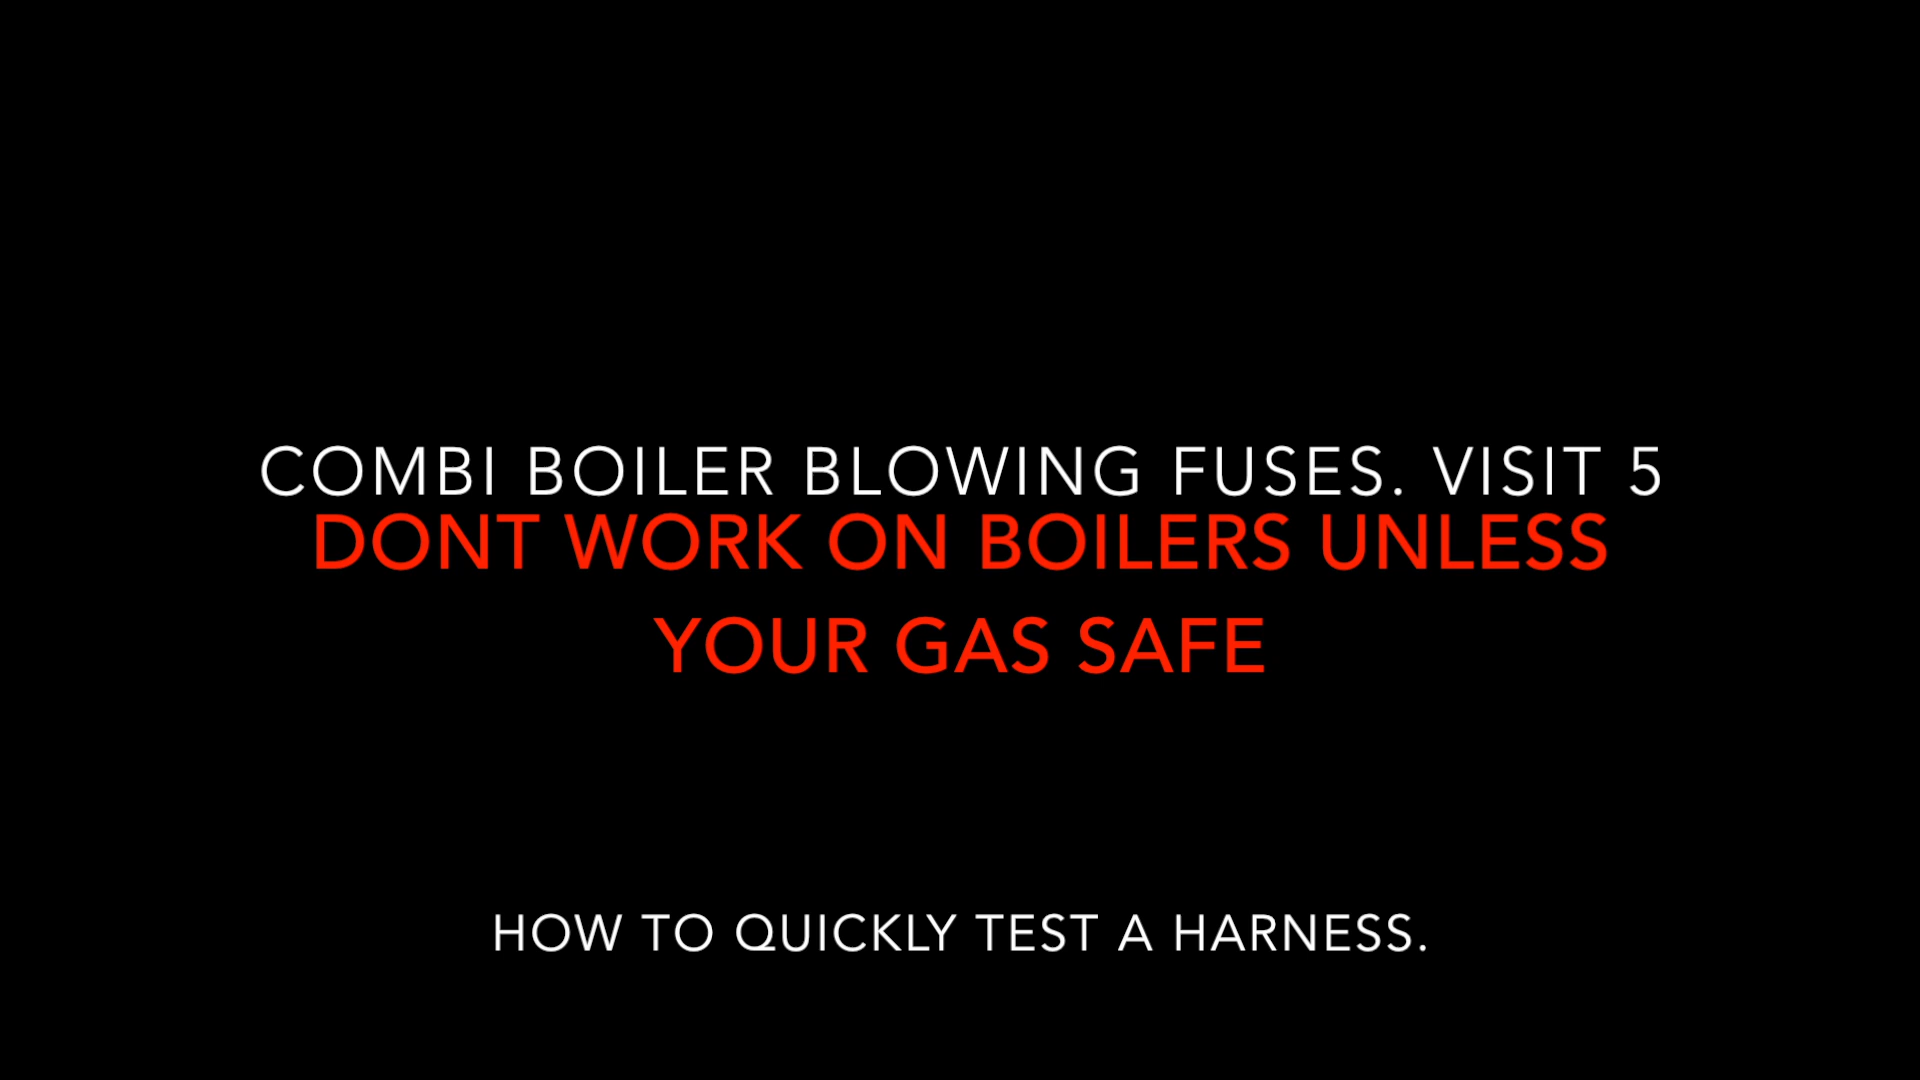 COMBI BOILER BLOWING FUSES. VISIT 5
DONT WORK ON BOILERS UNLESS
YOUR GAS SAFE
HOW TO QUICKLY TEST A HARNESS.